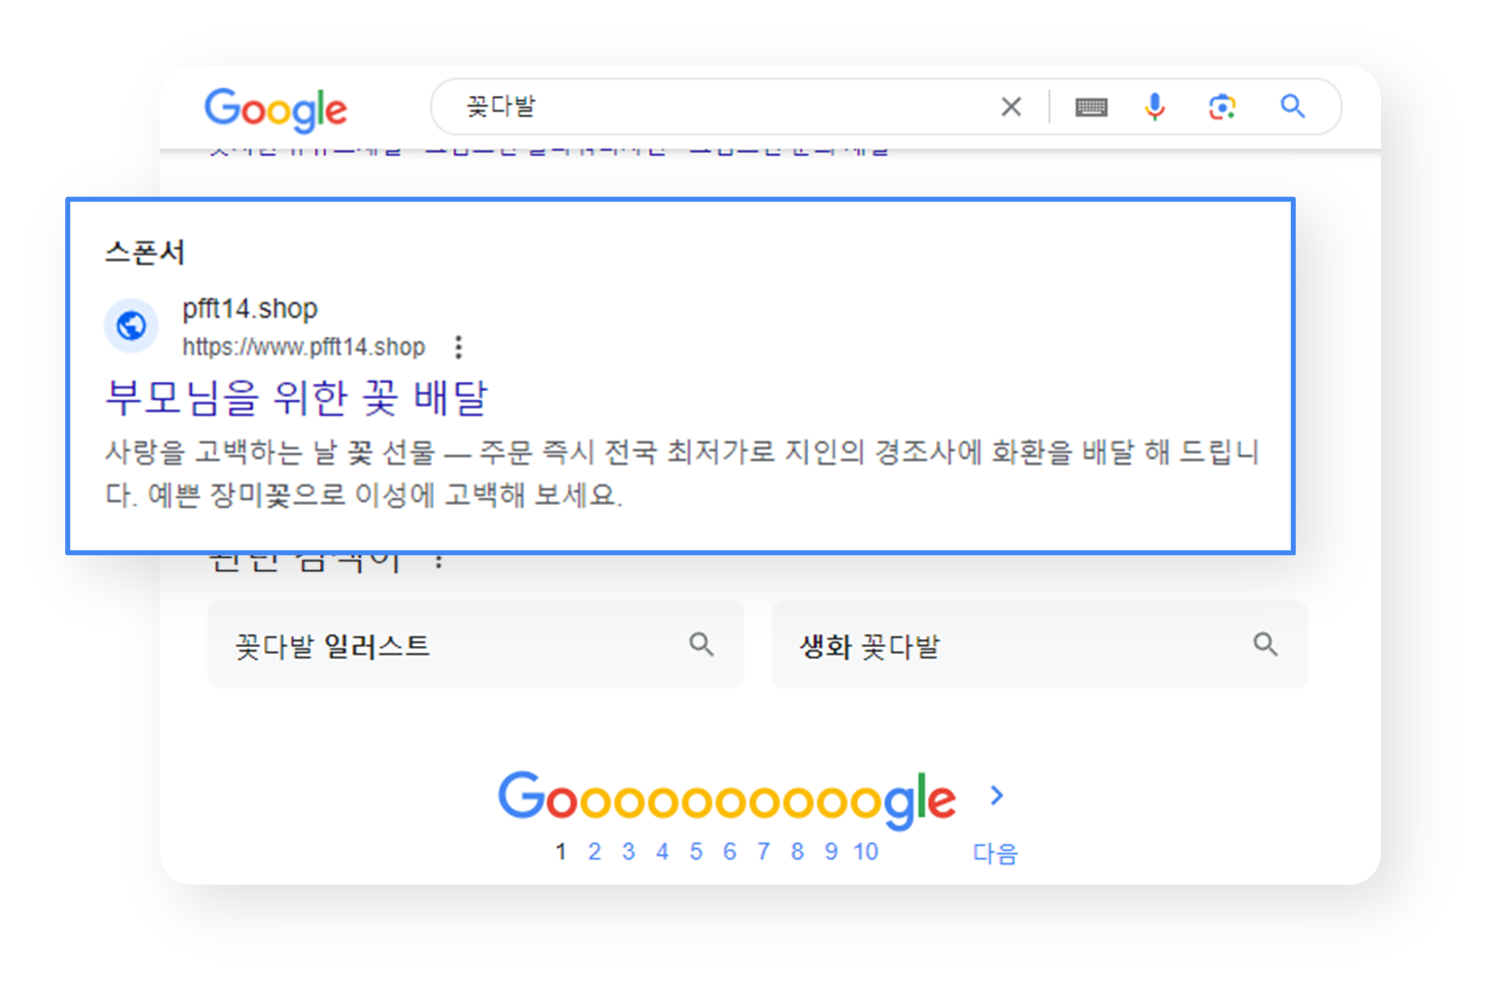 Google
꽃다발
스폰서
pfft14.shop
https://www.pfft14.shop
부모님을 위한 꽃 배달
사랑을 고백하는 날 꽃 선물 — 주문 즉시 전국 최저가로 지인의 경조사에 화환을 배달 해 드립니
다. 예쁜 장미꽃으로 이성에 고백해 보세요.
관련 검색어
꽃다발 일러스트
생화 꽃다발
Goooooooooogle
1 2 3 4 5 6 7 8 9 10 다음